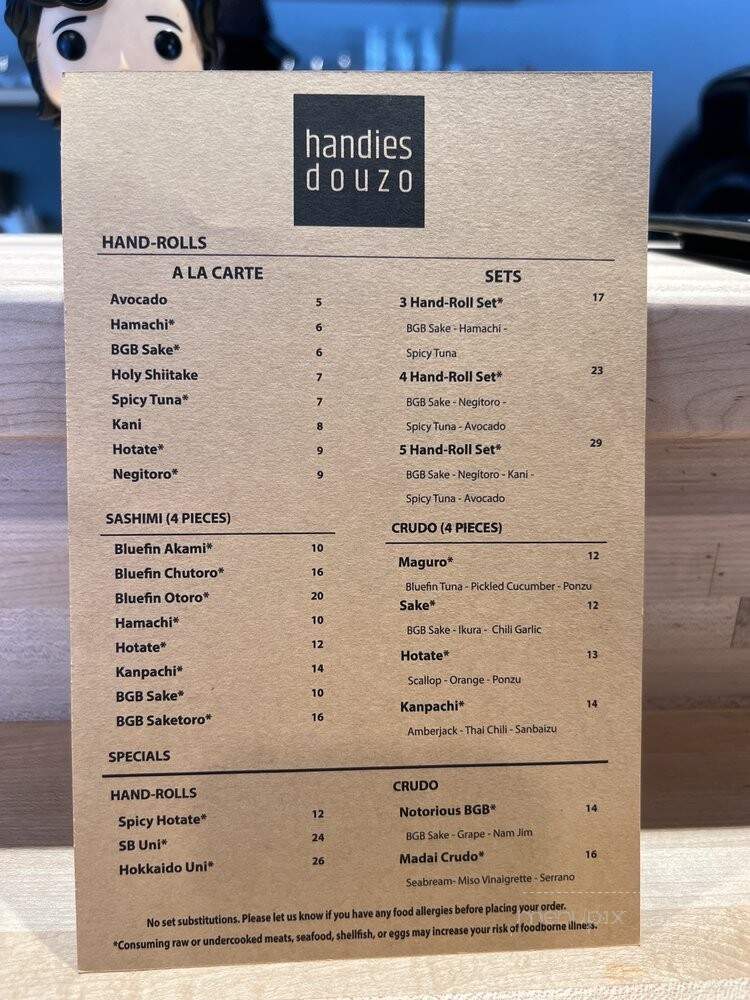 handies
douzo
HAND-ROLLS
A LA CARTE
Avocado 5
Hamachi* 6
BGB Sake* 6
Holy Shiitake 7
Spicy Tuna* 7
Kani 8
Hotate* 9
Negitoro* 9
SETS
3 Hand-Roll Set* 17
BGB Sake - Hamachi -
Spicy Tuna
4 Hand-Roll Set* 23
BGB Sake - Negitoro -
Spicy Tuna - Avocado
5 Hand-Roll Set* 29
BGB Sake - Negitoro - Kani -
Spicy Tuna - Avocado
SASHIMI (4 PIECES)
Bluefin Akami* 10
Bluefin Chutoro* 16
Bluefin Otoro* 20
Hamachi* 10
Hotate* 12
Kanpachi* 14
BGB Sake* 10
BGB Saketoro* 16
CRUDO (4 PIECES)
Maguro* 12
Bluefin Tuna - Pickled Cucumber - Ponzu
Sake* 12
BGB Sake - Ikura - Chili Garlic
Hotate* 13
Scallop - Orange - Ponzu
Kanpachi* 14
Amberjack - Thai Chili - Sanbaizu
SPECIALS
HAND-ROLLS
Spicy Hotate* 12
SB Uni* 24
Hokkaido Uni* 26
CRUDO
Notorious BGB* 14
BGB Sake - Grape - Nam Jim
Madai Crudo* 16
Seabream- Miso Vinaigrette - Serrano
No set substitutions. Please let us know if you have any food allergies before placing your order.
*Consuming raw or undercooked meats, seafood, shellfish, or eggs may increase your risk of foodborne illness.
menupix